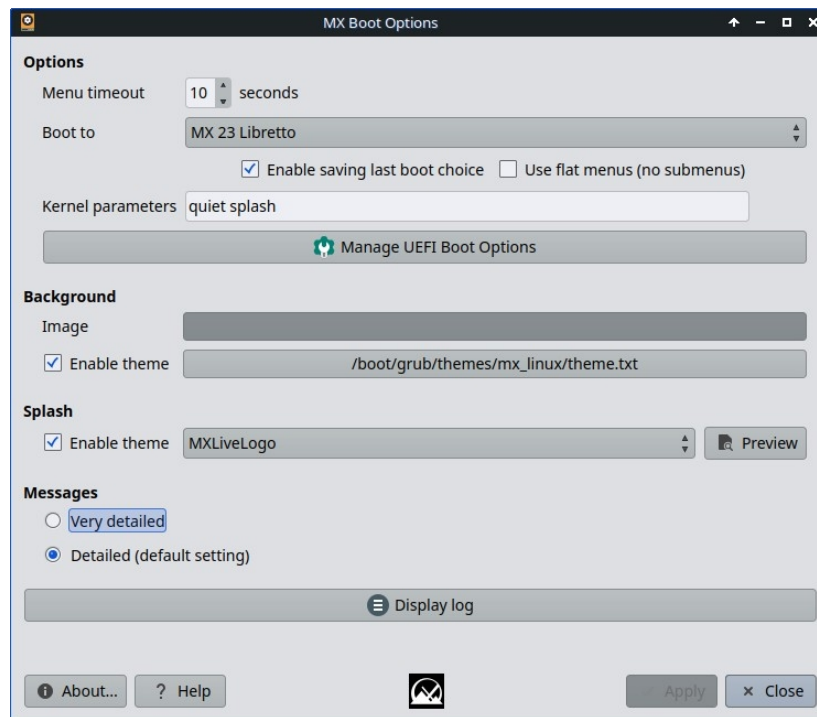 MX Boot Options
Options
Menu timeout 10 seconds
Boot to MX 23 Libretto
Enable saving last boot choice Use flat menus (no submenus)
Kernel parameters quiet splash
Manage UEFI Boot Options
Background
Image
Enable theme /boot/grub/themes/mx_linux/theme.txt
Splash
Enable theme MXLiveLogo Preview
Messages
Very detailed
Detailed (default setting)
Display log
About... ? Help Apply Close